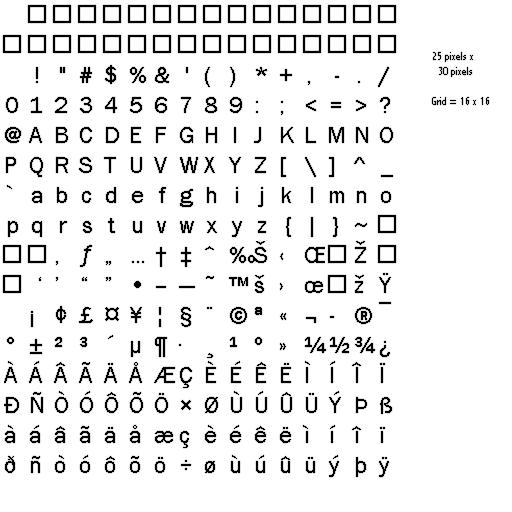 □ □ □ □ □ □ □ □ □ □ □ □ □ □ □
□ □ □ □ □ □ □ □ □ □ □ □ □ □ □ □
! " # $ % & ' ( ) * + , - . /
0 1 2 3 4 5 6 7 8 9 : ; < = > ?
@ A B C D E F G H I J K L M N O
P Q R S T U V W X Y Z [ \ ] ^ _
` a b c d e f g h i j k l m n o
p q r s t u v w x y z { | } ~ □
□ □ ‚ ƒ „ … † ‡ ˆ ‰ Š ‹ Œ □ Ž □
□ ‘ ’ “ ” • – — ˜ ™ š › œ □ ž Ÿ
¡ ¢ £ ¤ ¥ ¦ § ¨ © ª « ¬ - ® ¯
° ± ² ³ ´ µ ¶ · ¸ ¹ º » ¼ ½ ¾ ¿
À Á Â Ã Ä Å Æ Ç È É Ê Ë Ì Í Î Ï
Ð Ñ Ò Ó Ô Õ Ö × Ø Ù Ú Û Ü Ý Þ ß
à á â ã ä å æ ç è é ê ë ì í î ï
ð ñ ò ó ô õ ö ÷ ø ù ú û ü ý þ ÿ
25 pixels x
30 pixels
Grid = 16 x 16